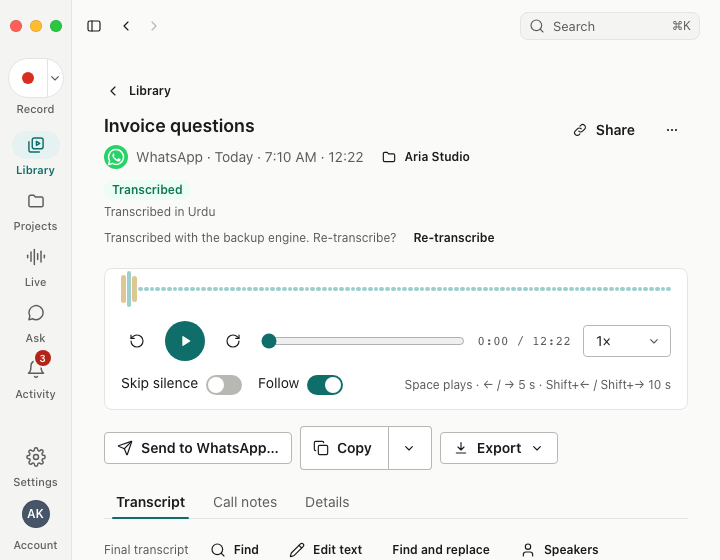 Search ⌘K
Record
Library
Projects
Live
Ask
3
Activity
Settings
AK
Account
Library
Invoice questions
Share
WhatsApp · Today · 7:10 AM · 12:22 Aria Studio
Transcribed
Transcribed in Urdu
Transcribed with the backup engine. Re-transcribe? Re-transcribe
0:00 / 12:22 1×
Skip silence Follow Space plays · ← / → 5 s · Shift+← / Shift+→ 10 s
Send to WhatsApp... Copy Export
Transcript Call notes Details
Final transcript Find Edit text Find and replace Speakers